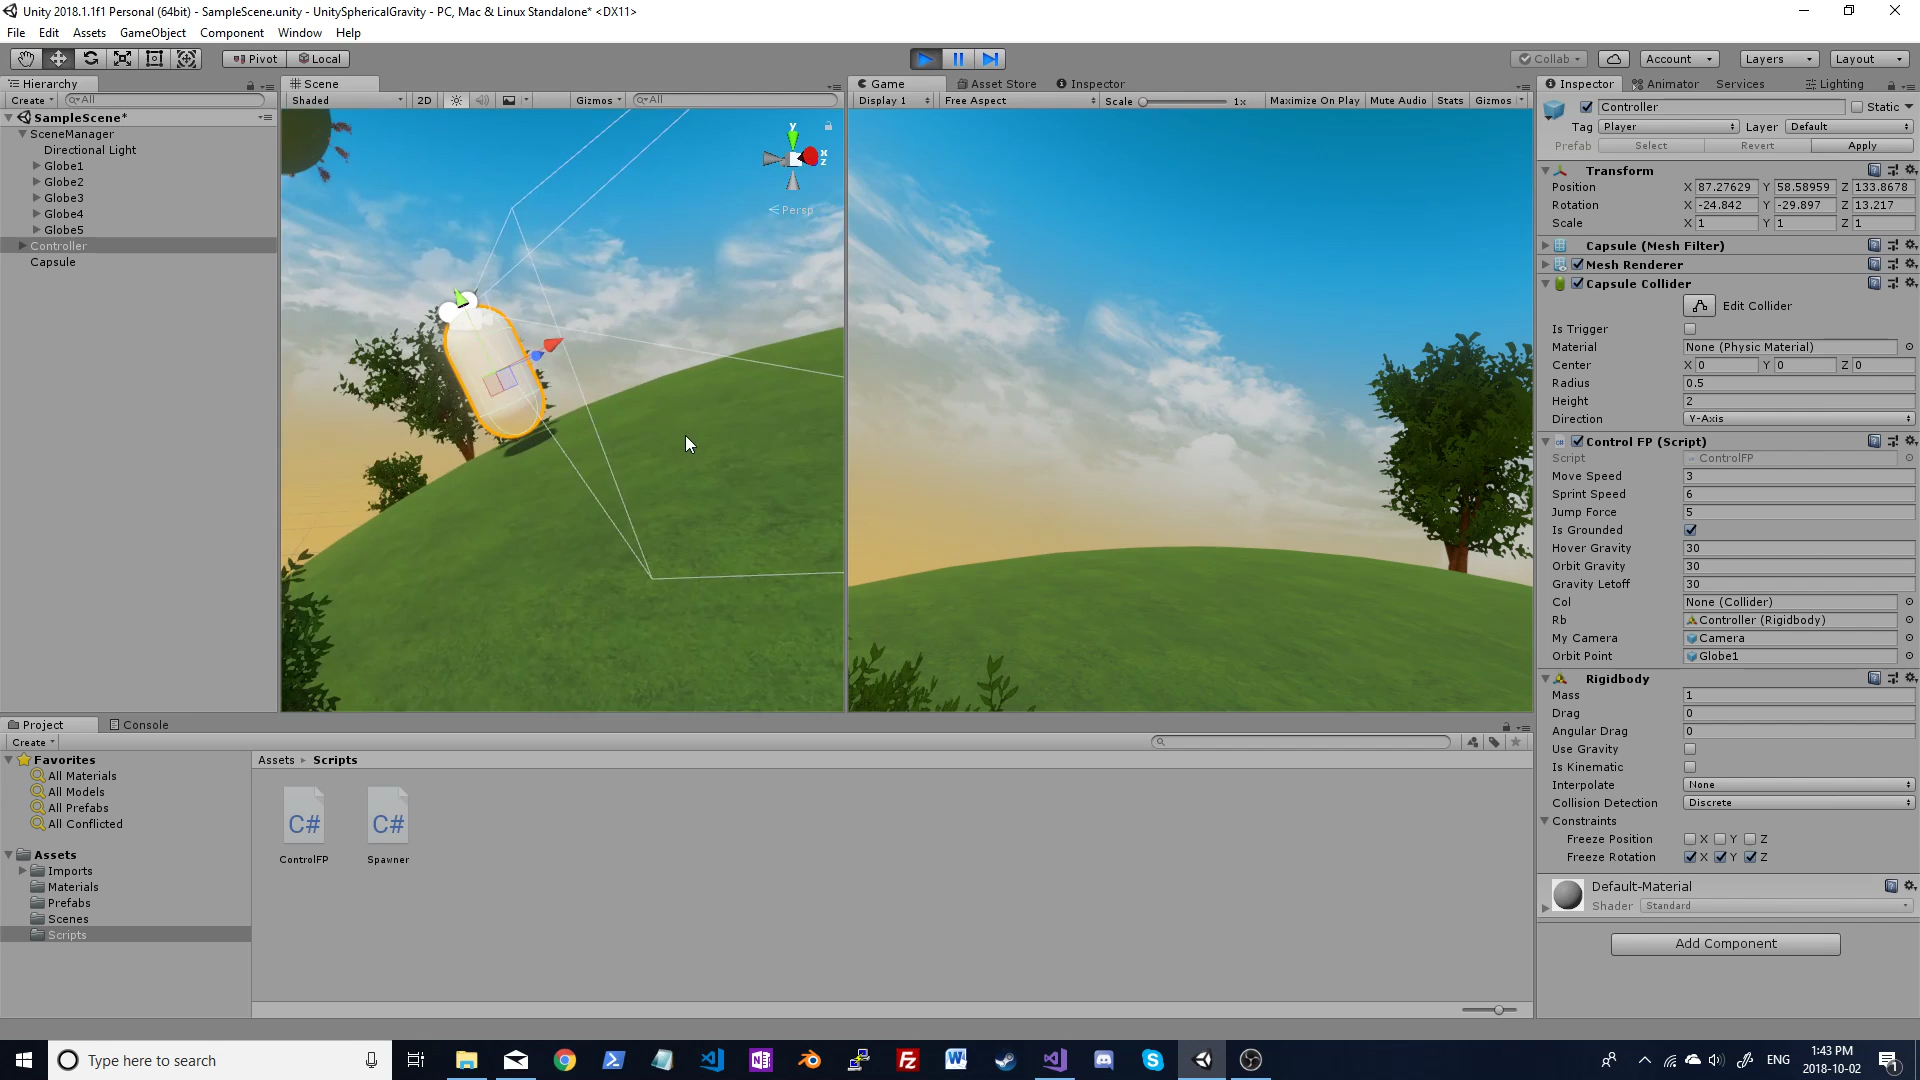 Unity 2018.1.1f1 Personal (64bit) - SampleScene.unity - UnitySphericalGravity - PC, Mac & Linux Standalone* <DX11>
File Edit Assets GameObject Component Window Help
Pivot Local Collab Account Layers Layout
Hierarchy
Create All
SampleScene*
SceneManager
Directional Light
Globe1
Globe2
Globe3
Globe4
Globe5
Controller
Capsule
Scene
Shaded 2D Gizmos All
y
x
z
Persp
Game Asset Store Inspector
Display 1 Free Aspect Scale 1x Maximize On Play Mute Audio Stats Gizmos
Inspector Animator Services Lighting
Controller Static
Tag Player Layer Default
Prefab Select Revert Apply
Transform
Position X 87.27629 Y 58.58959 Z 133.8678
Rotation X -24.842 Y -29.897 Z 13.217
Scale X 1 Y 1 Z 1
Capsule (Mesh Filter)
Mesh Renderer
Capsule Collider
Edit Collider
Is Trigger
Material None (Physic Material)
Center X 0 Y 0 Z 0
Radius 0.5
Height 2
Direction Y-Axis
Control FP (Script)
Script ControlFP
Move Speed 3
Sprint Speed 6
Jump Force 5
Is Grounded
Hover Gravity 30
Orbit Gravity 30
Gravity Letoff 30
Col None (Collider)
Rb Controller (Rigidbody)
My Camera Camera
Orbit Point Globe1
Rigidbody
Mass 1
Drag 0
Angular Drag 0
Use Gravity
Is Kinematic
Interpolate None
Collision Detection Discrete
Constraints
Freeze Position X Y Z
Freeze Rotation X Y Z
Default-Material
Shader Standard
Add Component
Project Console
Create
Favorites
All Materials
All Models
All Prefabs
All Conflicted
Assets
Imports
Materials
Prefabs
Scenes
Scripts
Assets Scripts
C# C#
ControlFP Spawner
Type here to search
ENG
1:43 PM
2018-10-02
1